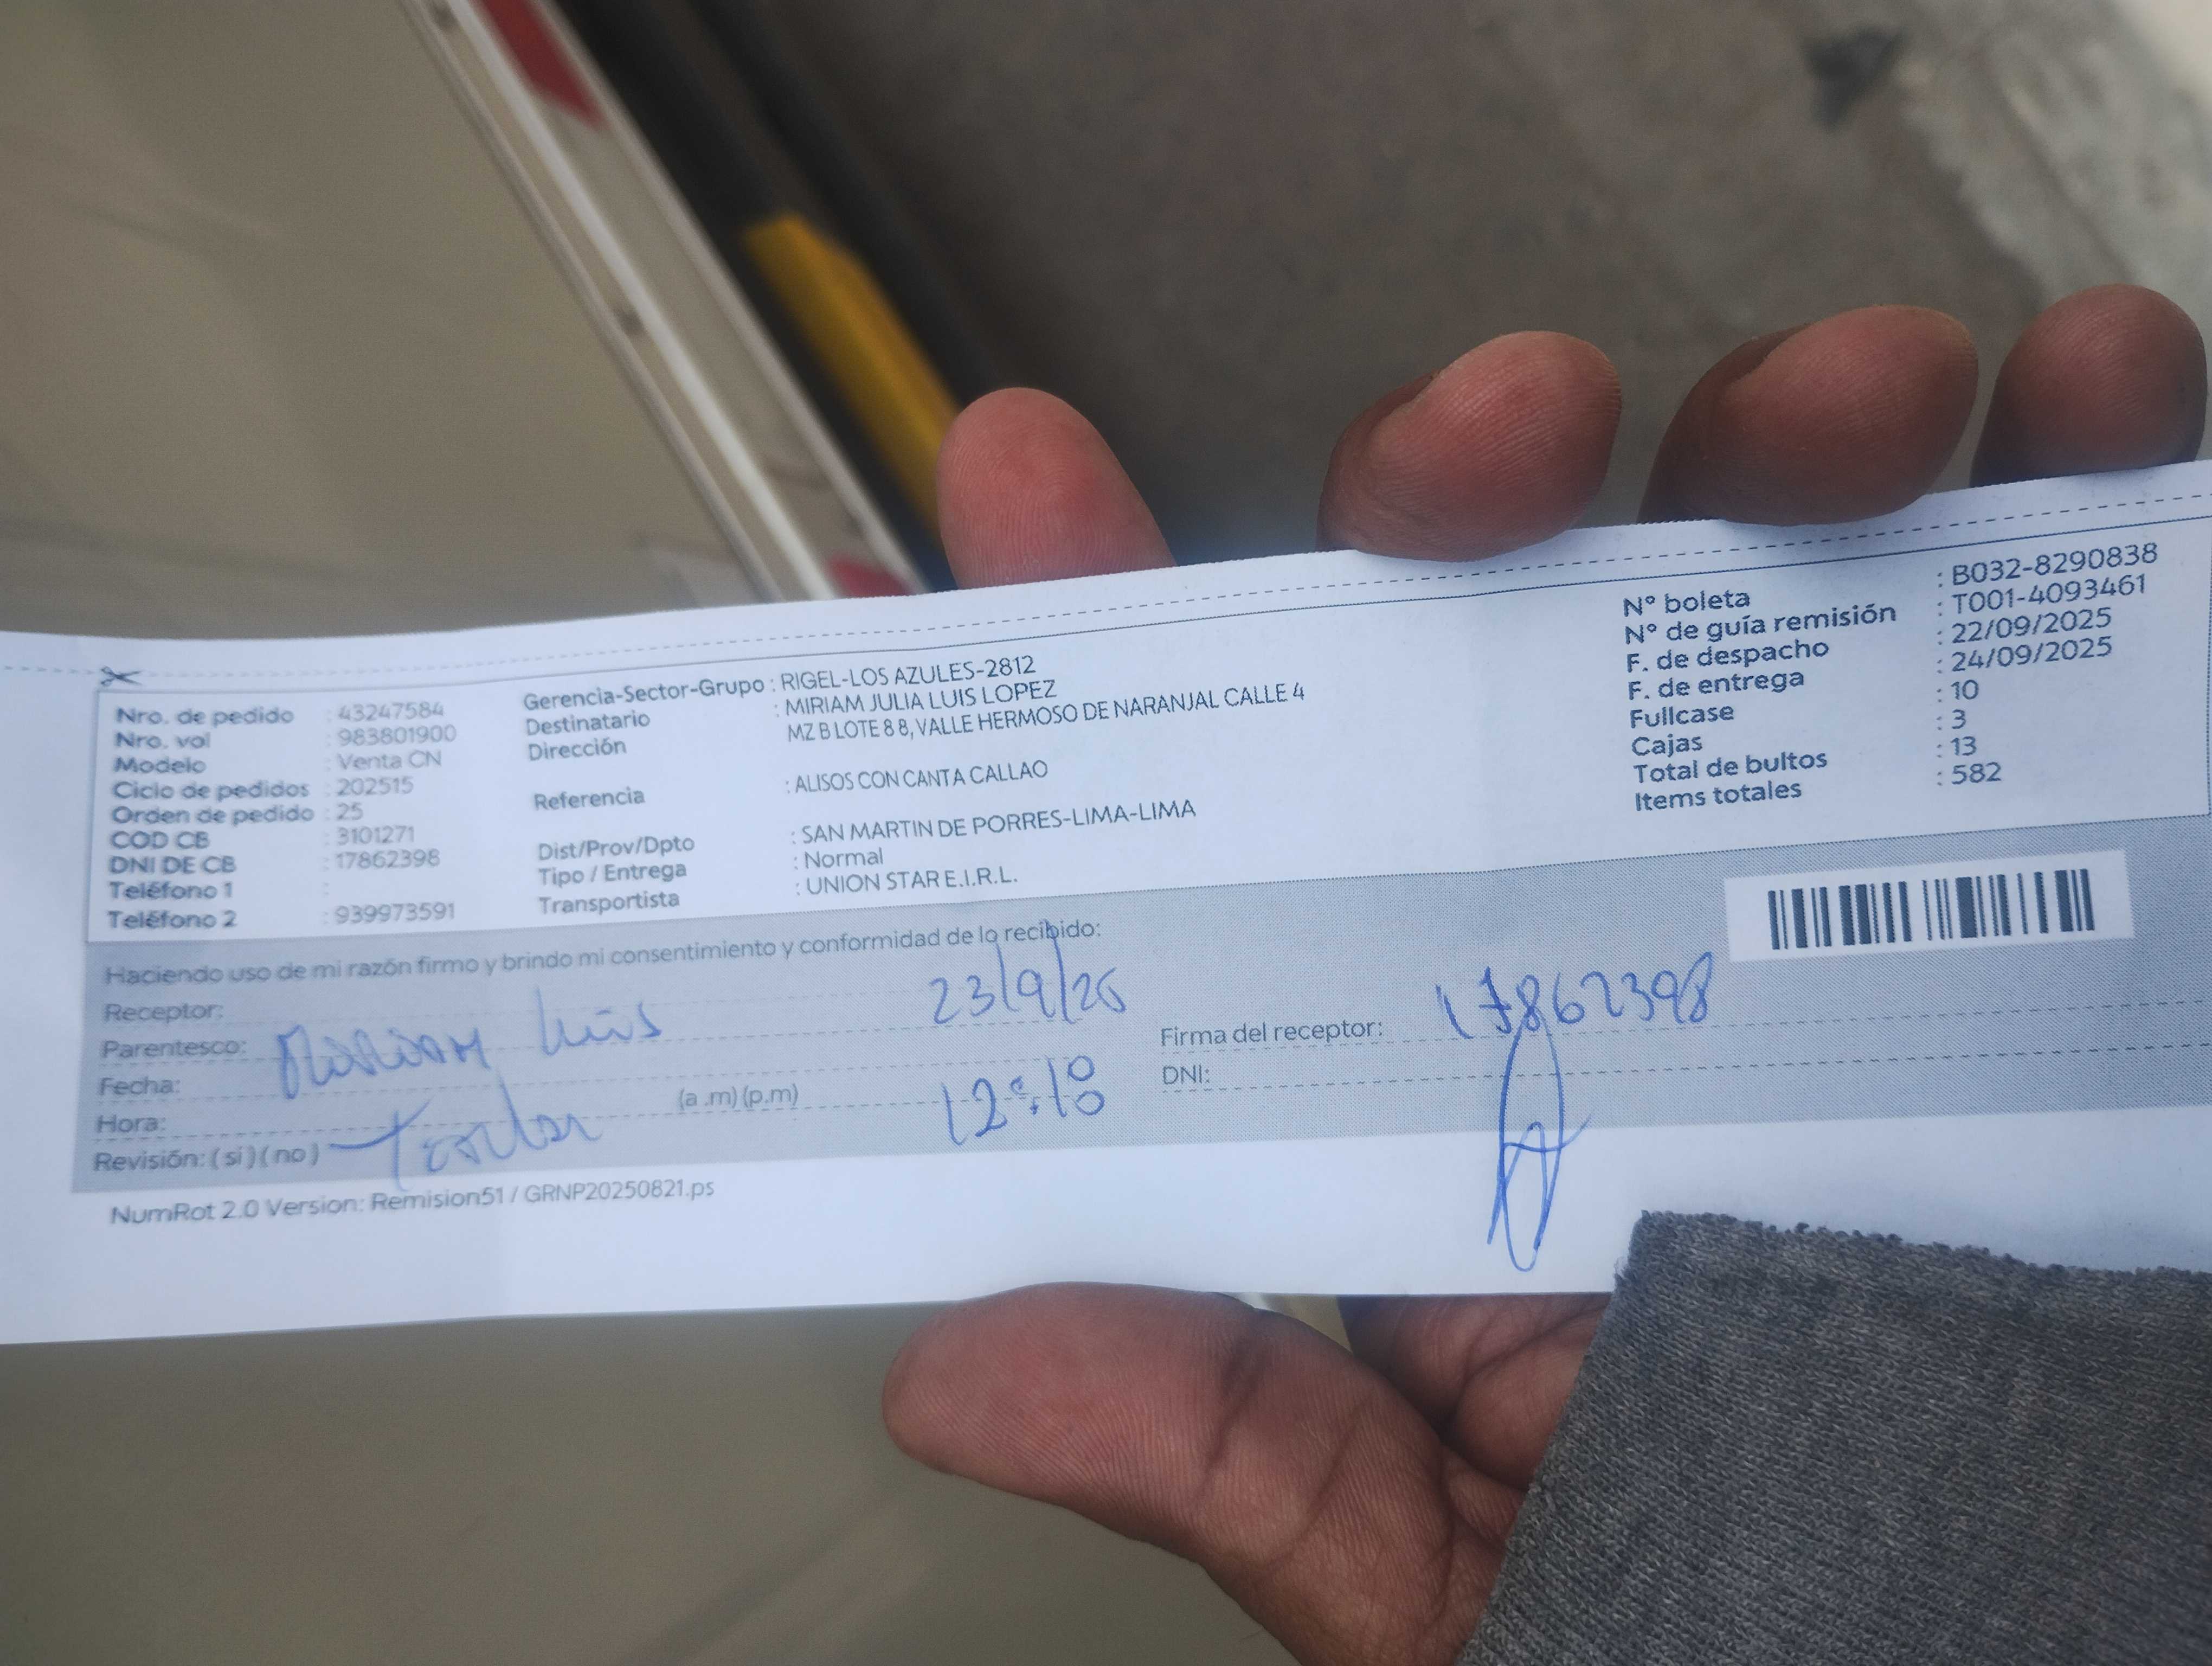 Nro. de pedido : 43247584
Nro. vol : 983801900
Modelo : Venta CN
Ciclo de pedidos : 202515
Orden de pedido : 25
COD CB : 3101271
DNI DE CB : 17862398
Teléfono 1 :
Teléfono 2 : 939973591
Gerencia-Sector-Grupo : RIGEL-LOS AZULES-2812
Destinatario : MIRIAM JULIA LUIS LOPEZ
Dirección MZ B LOTE 8 8, VALLE HERMOSO DE NARANJAL CALLE 4
Referencia : ALISOS CON CANTA CALLAO
Dist/Prov/Dpto : SAN MARTIN DE PORRES-LIMA-LIMA
Tipo / Entrega : Normal
Transportista : UNION STAR E.I.R.L.
N° boleta : B032-8290838
N° de guía remisión : T001-4093461
F. de despacho : 22/09/2025
F. de entrega : 24/09/2025
Fullcase : 10
Cajas : 3
Total de bultos : 13
Items totales : 582
Haciendo uso de mi razón firmo y brindo mi consentimiento y conformidad de lo recibido:
Receptor:
Parentesco: Miriam Luis
Fecha: 23/9/25
Hora: (a .m) (p.m) 12:10
Revisión: ( si ) ( no ) Titular
Firma del receptor: 17862398
DNI:
NumRot 2.0 Version: Remision51 / GRNP20250821.ps